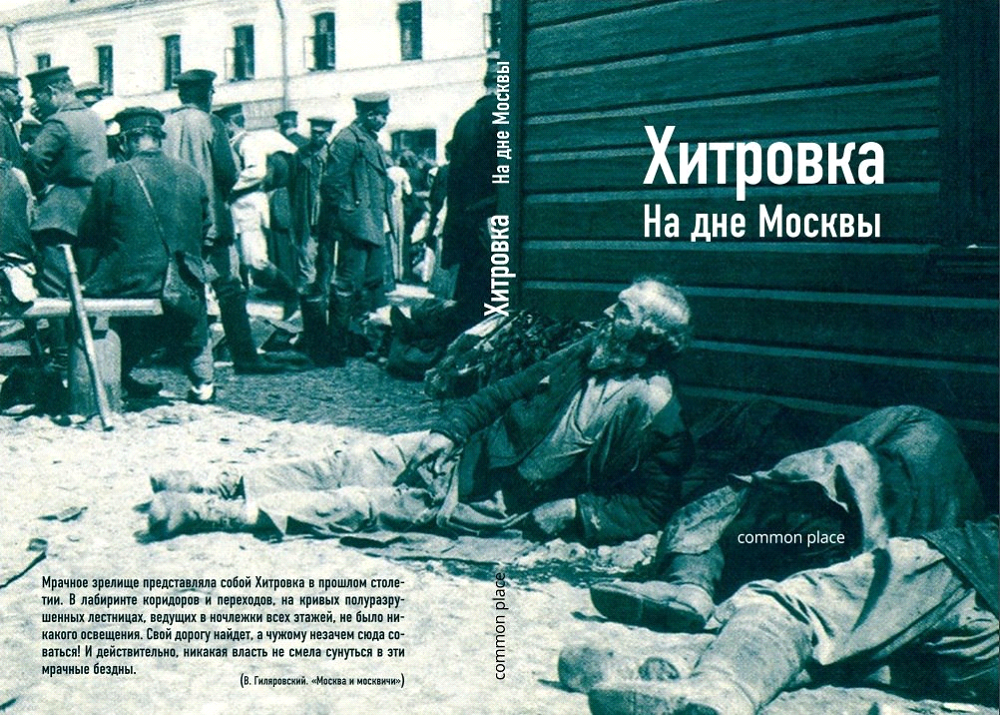 Хитровка
На дне Москвы
common place
Хитровка На дне Москвы
common place
Мрачное зрелище представляла собой Хитровка в прошлом столе-
тии. В лабиринте коридоров и переходов, на кривых полуразру-
шенных лестницах, ведущих в ночлежки всех этажей, не было ни-
какого освещения. Свой дорогу найдет, а чужому незачем сюда со-
ваться! И действительно, никакая власть не смела сунуться в эти
мрачные бездны.
(В. Гиляровский. «Москва и москвичи»)